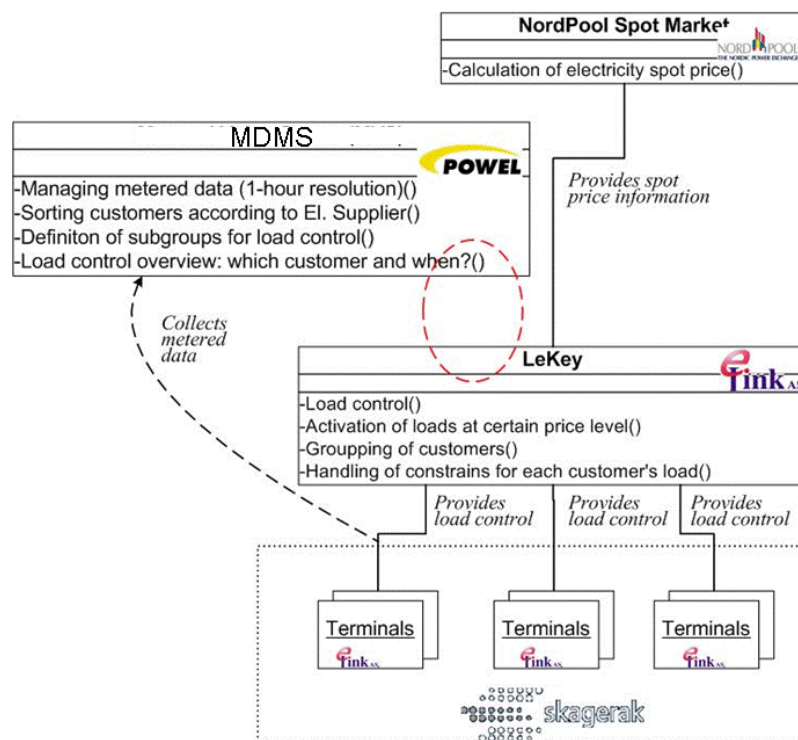 NordPool Spot Market
NORD POOL
THE NORDIC POWER EXCHANGE
-Calculation of electricity spot price()
MDMS
POWEL
-Managing metered data (1-hour resolution)()
-Sorting customers according to El. Supplier()
-Definiton of subgroups for load control()
-Load control overview: which customer and when?()
Provides spot
price information
Collects
metered
data
LeKey
elink AS
-Load control()
-Activation of loads at certain price level()
-Groupping of customers()
-Handling of constrains for each customer's load()
Provides
load control
Provides
load control
Provides
load control
Terminals
elink AS
Terminals
elink AS
Terminals
elink AS
skagerak